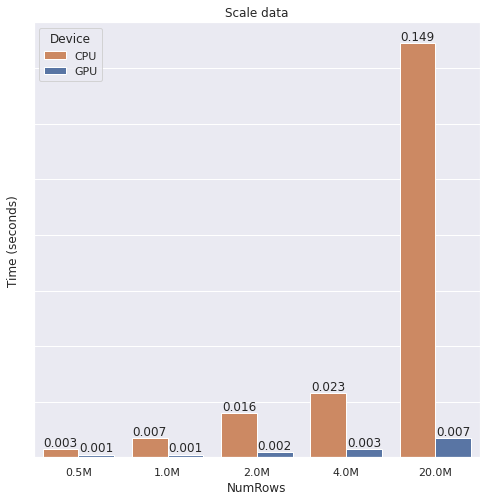 Scale data
Device
CPU
GPU
Time (seconds)
0.003
0.001
0.007
0.001
0.016
0.002
0.023
0.003
0.149
0.007
0.5M
1.0M
2.0M
4.0M
20.0M
NumRows